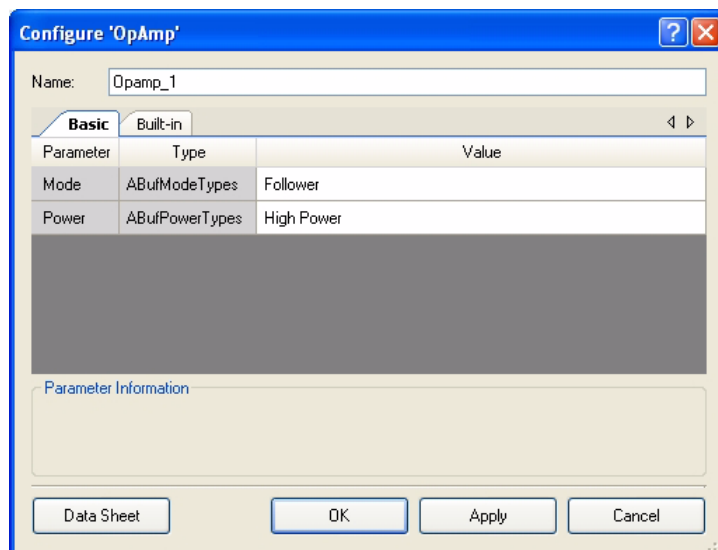 Configure 'OpAmp'
Name: Opamp_1
Basic Built-in
Parameter Type Value
Mode ABufModeTypes Follower
Power ABufPowerTypes High Power
Parameter Information
Data Sheet OK Apply Cancel